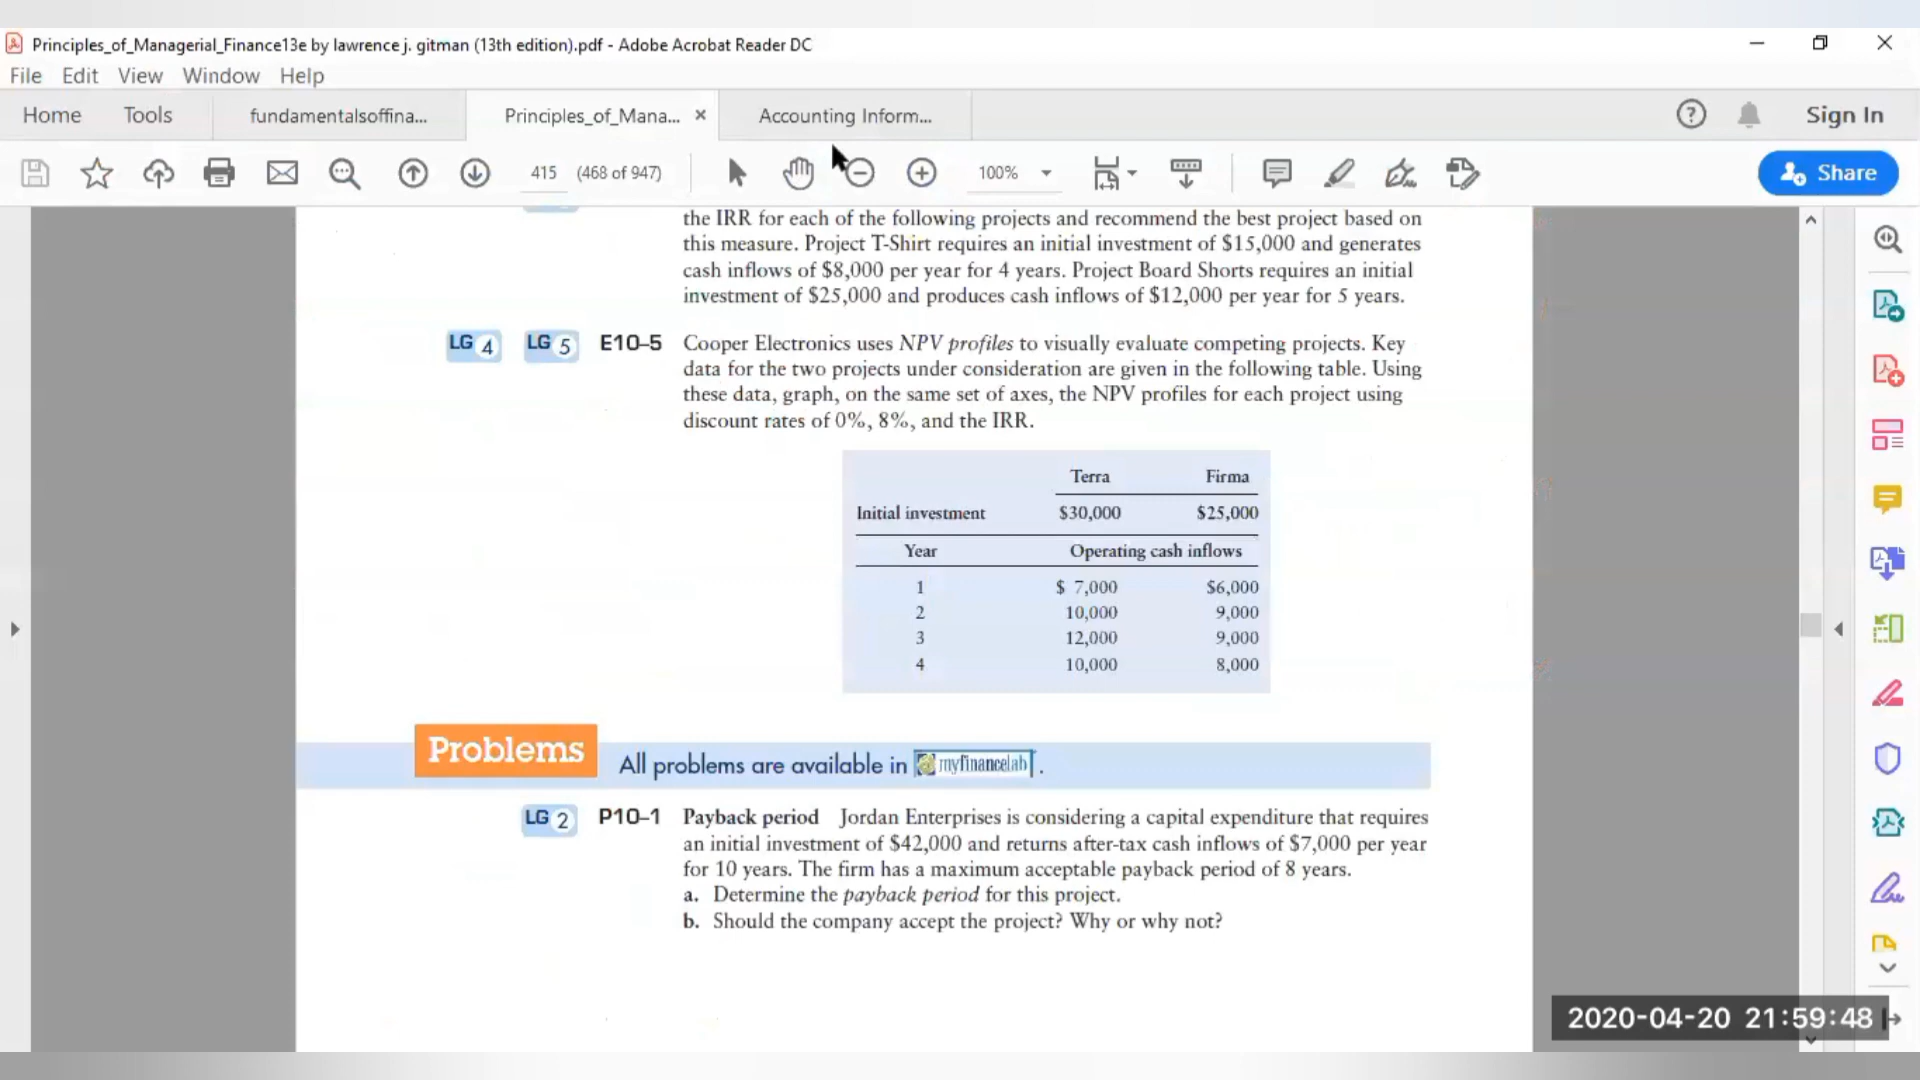 Principles_of_Managerial_Finance13e by lawrence j. gitman (13th edition).pdf - Adobe Acrobat Reader DC
File Edit View Window Help
Home Tools fundamentalsoffina... Principles_of_Mana... × Accounting Inform... Sign In
415 (468 of 947) 100% Share
the IRR for each of the following projects and recommend the best project based on
this measure. Project T-Shirt requires an initial investment of $15,000 and generates
cash inflows of $8,000 per year for 4 years. Project Board Shorts requires an initial
investment of $25,000 and produces cash inflows of $12,000 per year for 5 years.
LG 4 LG 5 E10–5 Cooper Electronics uses NPV profiles to visually evaluate competing projects. Key
data for the two projects under consideration are given in the following table. Using
these data, graph, on the same set of axes, the NPV profiles for each project using
discount rates of 0%, 8%, and the IRR.
Terra Firma
Initial investment $30,000 $25,000
Year Operating cash inflows
1 $ 7,000 $6,000
2 10,000 9,000
3 12,000 9,000
4 10,000 8,000
Problems All problems are available in myfinancelab .
LG 2 P10–1 Payback period Jordan Enterprises is considering a capital expenditure that requires
an initial investment of $42,000 and returns after-tax cash inflows of $7,000 per year
for 10 years. The firm has a maximum acceptable payback period of 8 years.
a. Determine the payback period for this project.
b. Should the company accept the project? Why or why not?
2020-04-20 21:59:48